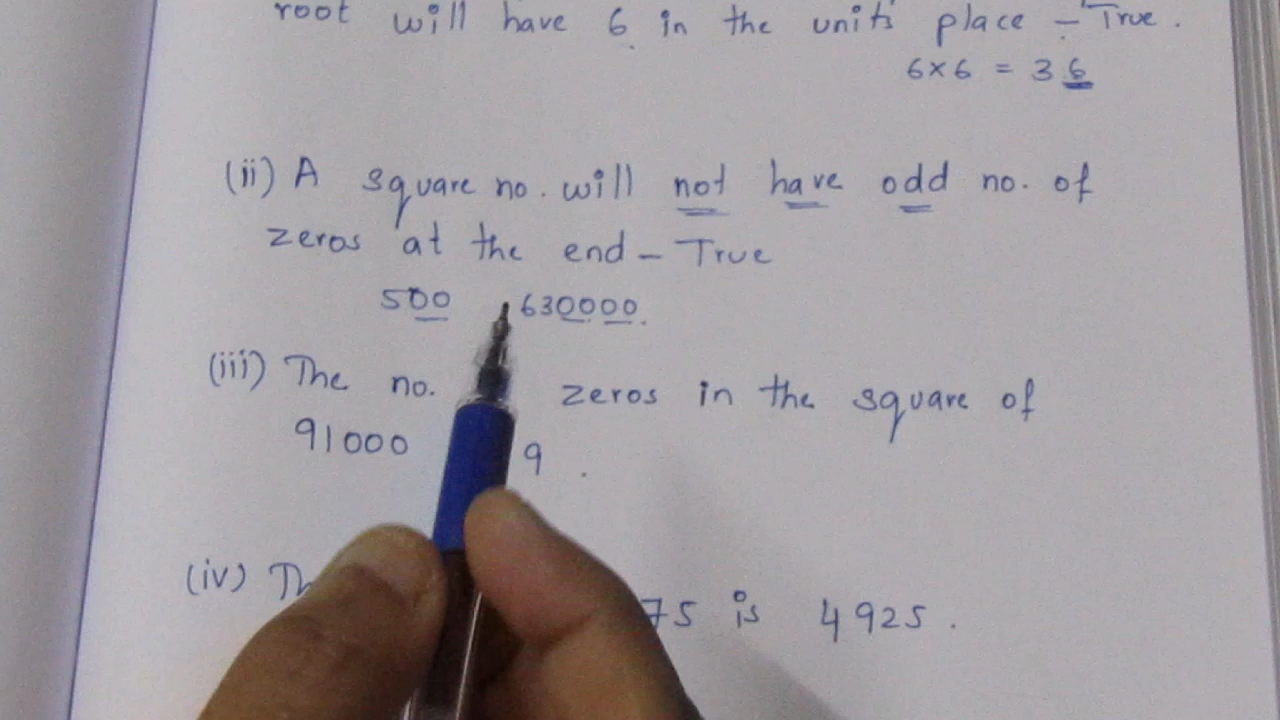 root will have 6 in the units place - True.
6×6 = 36
(ii) A square no. will not have odd no. of
zeros at the end - True
500 630000.
(iii) The no. zeros in the square of
91000 9.
(iv) 75 is 4925.